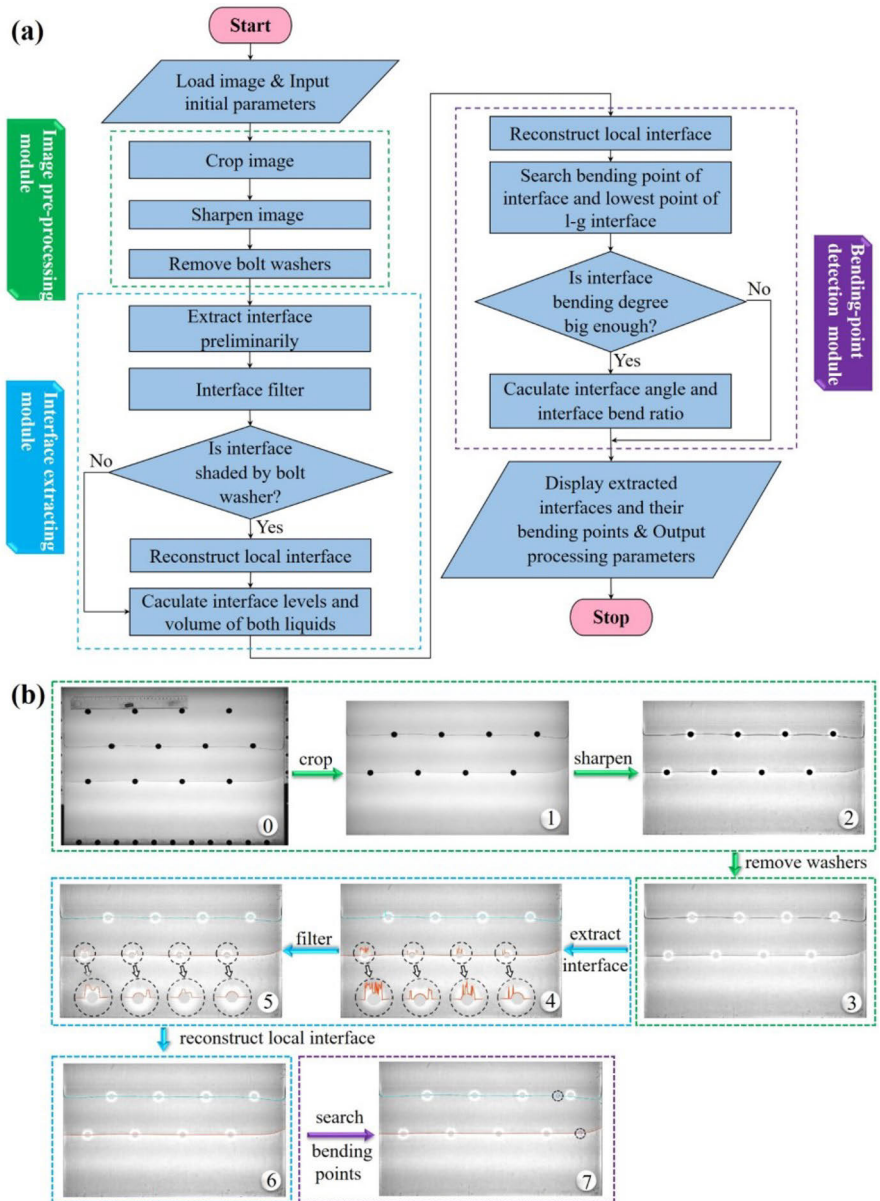 (a)
Start
Load image & Input
initial parameters
Image pre-processing
module
Crop image
Sharpen image
Remove bolt washers
Interface extracting
module
Extract interface
preliminarily
Interface filter
Is interface
shaded by bolt
washer?
No
Yes
Reconstruct local interface
Caculate interface levels and
volume of both liquids
Reconstruct local interface
Search bending point of
interface and lowest point of
l-g interface
Is interface
bending degree
big enough?
No
Yes
Caculate interface angle and
interface bend ratio
Bending-point
detection module
Display extracted
interfaces and their
bending points & Output
processing parameters
Stop
(b)
0
crop
1
sharpen
2
remove washers
3
extract
interface
4
filter
5
reconstruct local interface
6
search
bending
points
7